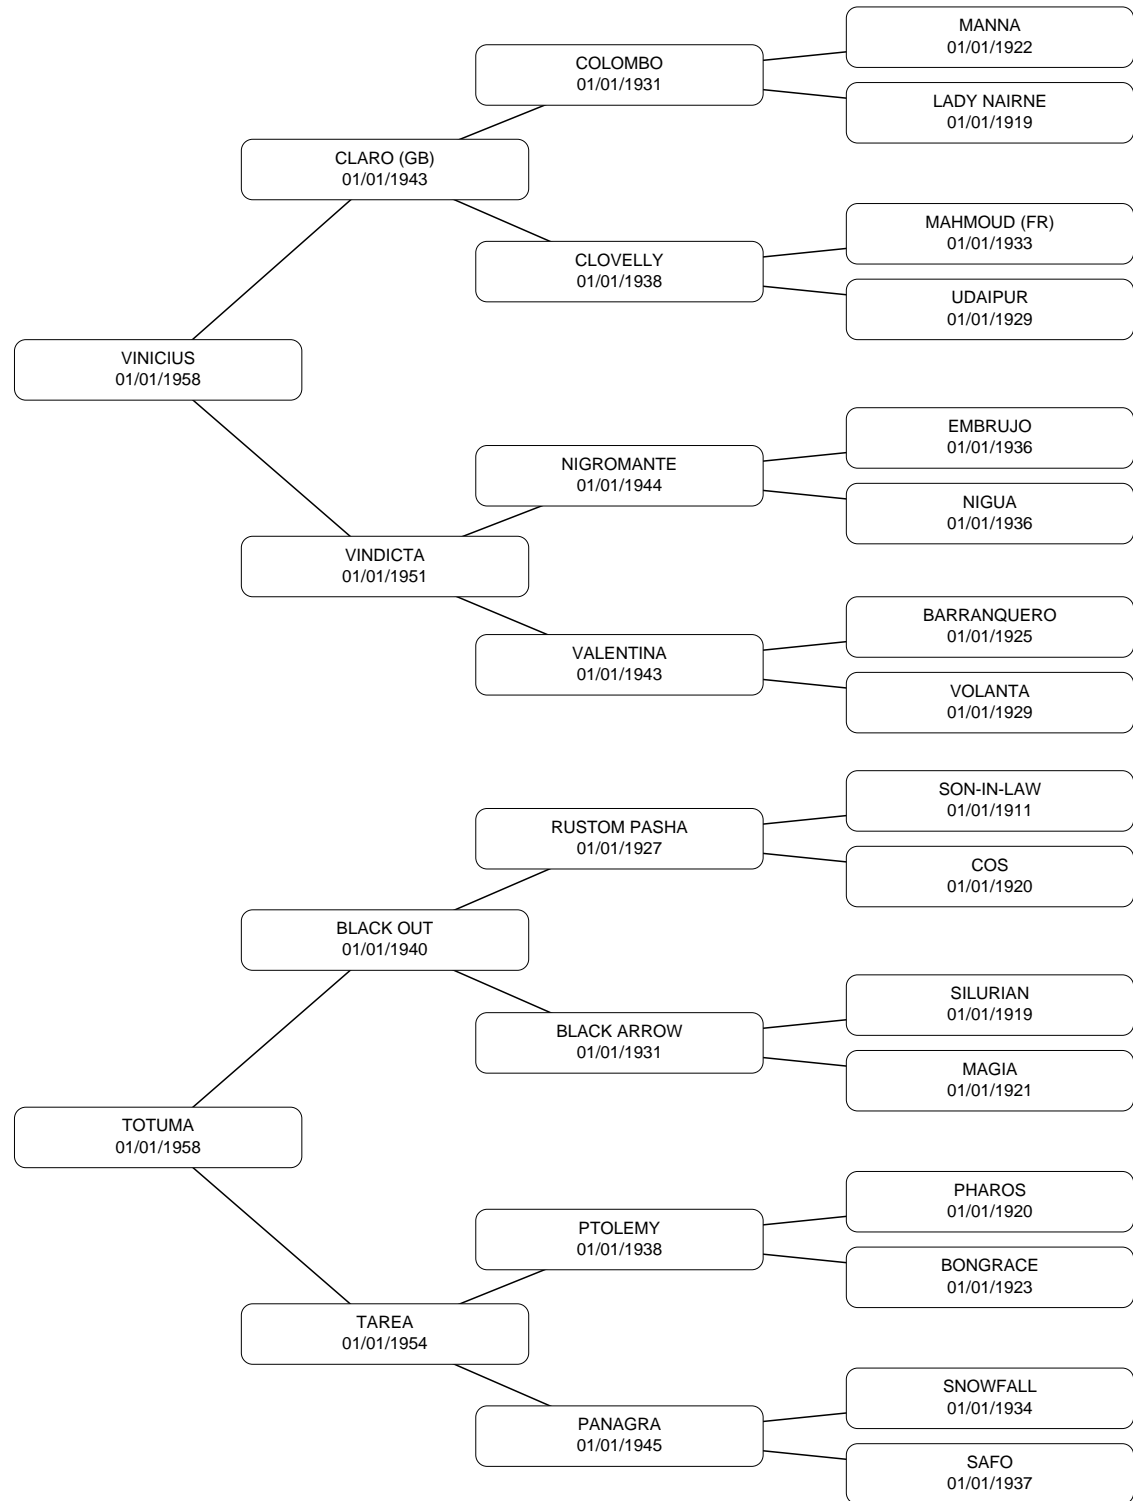 MANNA
01/01/1922
COLOMBO
01/01/1931
LADY NAIRNE
01/01/1919
CLARO (GB)
01/01/1943
MAHMOUD (FR)
01/01/1933
CLOVELLY
01/01/1938
UDAIPUR
01/01/1929
VINICIUS
01/01/1958
EMBRUJO
01/01/1936
NIGROMANTE
01/01/1944
NIGUA
01/01/1936
VINDICTA
01/01/1951
BARRANQUERO
01/01/1925
VALENTINA
01/01/1943
VOLANTA
01/01/1929
SON-IN-LAW
01/01/1911
RUSTOM PASHA
01/01/1927
COS
01/01/1920
BLACK OUT
01/01/1940
SILURIAN
01/01/1919
BLACK ARROW
01/01/1931
MAGIA
01/01/1921
TOTUMA
01/01/1958
PHAROS
01/01/1920
PTOLEMY
01/01/1938
BONGRACE
01/01/1923
TAREA
01/01/1954
SNOWFALL
01/01/1934
PANAGRA
01/01/1945
SAFO
01/01/1937